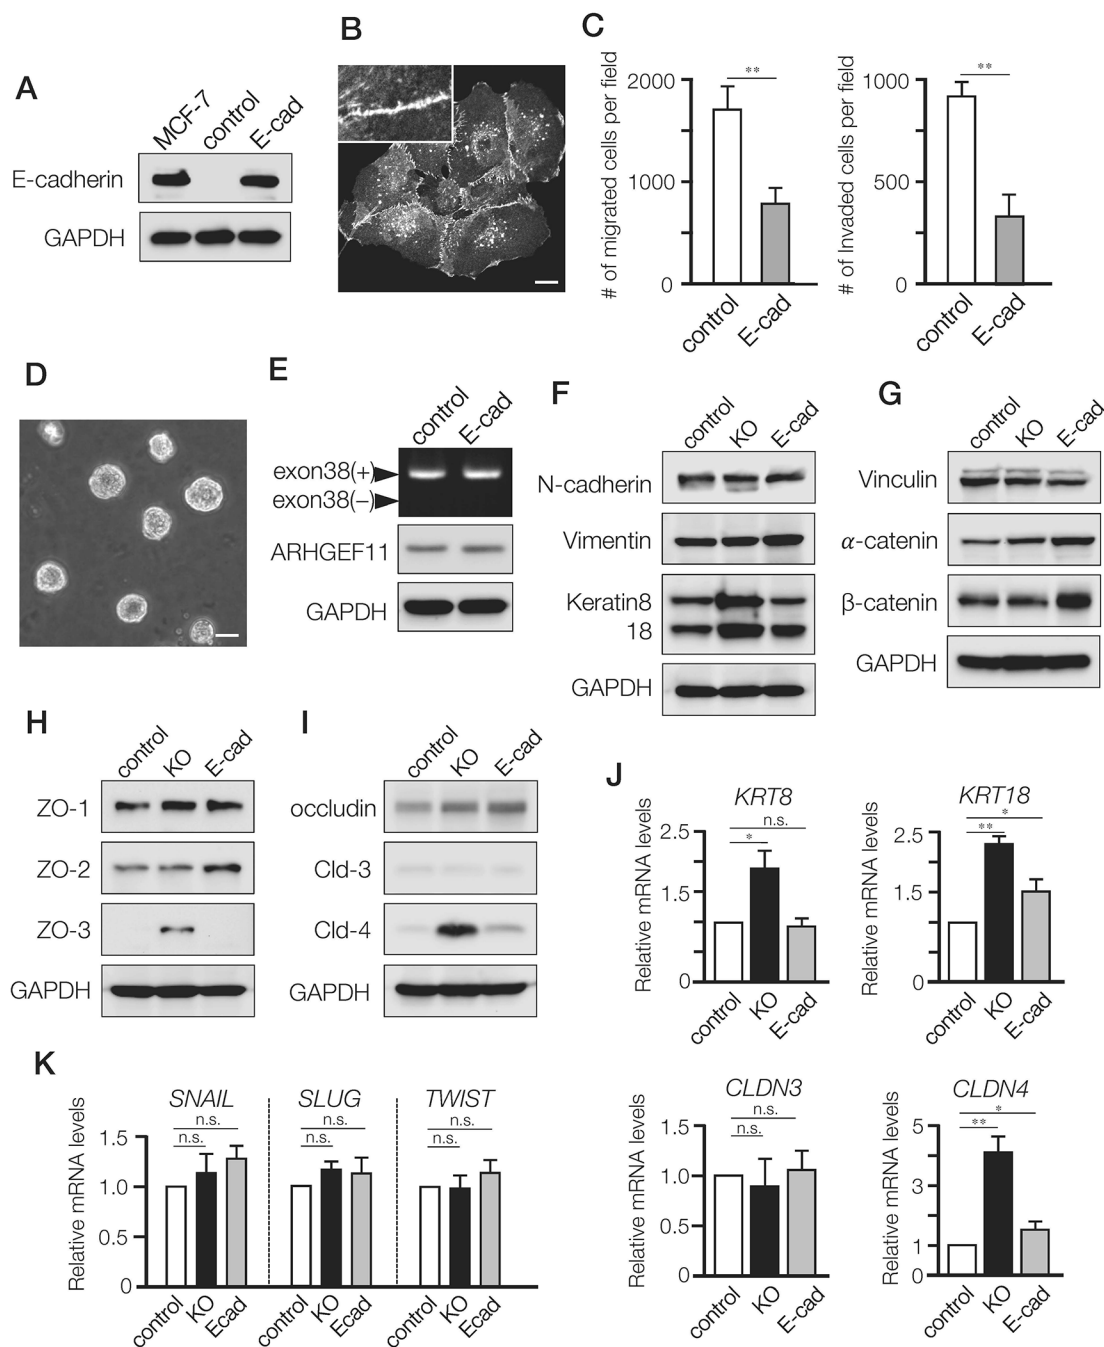 A
MCF-7
control
E-cad
E-cadherin
GAPDH
B
C
# of migrated cells per field
2000
1000
0
**
control
E-cad
# of Invaded cells per field
1000
500
0
**
control
E-cad
D
E
control
E-cad
exon38(+)
exon38(–)
ARHGEF11
GAPDH
F
control
KO
E-cad
N-cadherin
Vimentin
Keratin8
18
GAPDH
G
control
KO
E-cad
Vinculin
α-catenin
β-catenin
GAPDH
H
control
KO
E-cad
ZO-1
ZO-2
ZO-3
GAPDH
I
control
KO
E-cad
occludin
Cld-3
Cld-4
GAPDH
J
KRT8
n.s.
*
Relative mRNA levels
2.5
1.5
1.0
0
control
KO
E-cad
KRT18
*
**
Relative mRNA levels
2.5
1.5
1.0
0
control
KO
E-cad
CLDN3
n.s.
n.s.
Relative mRNA levels
1.5
1.0
0.5
0
control
KO
E-cad
CLDN4
*
**
Relative mRNA levels
5
3
1
0
control
KO
E-cad
K
SNAIL
SLUG
TWIST
n.s.
n.s.
n.s.
n.s.
n.s.
n.s.
Relative mRNA levels
1.5
1.0
0.5
0
control
KO
Ecad
control
KO
Ecad
control
KO
Ecad